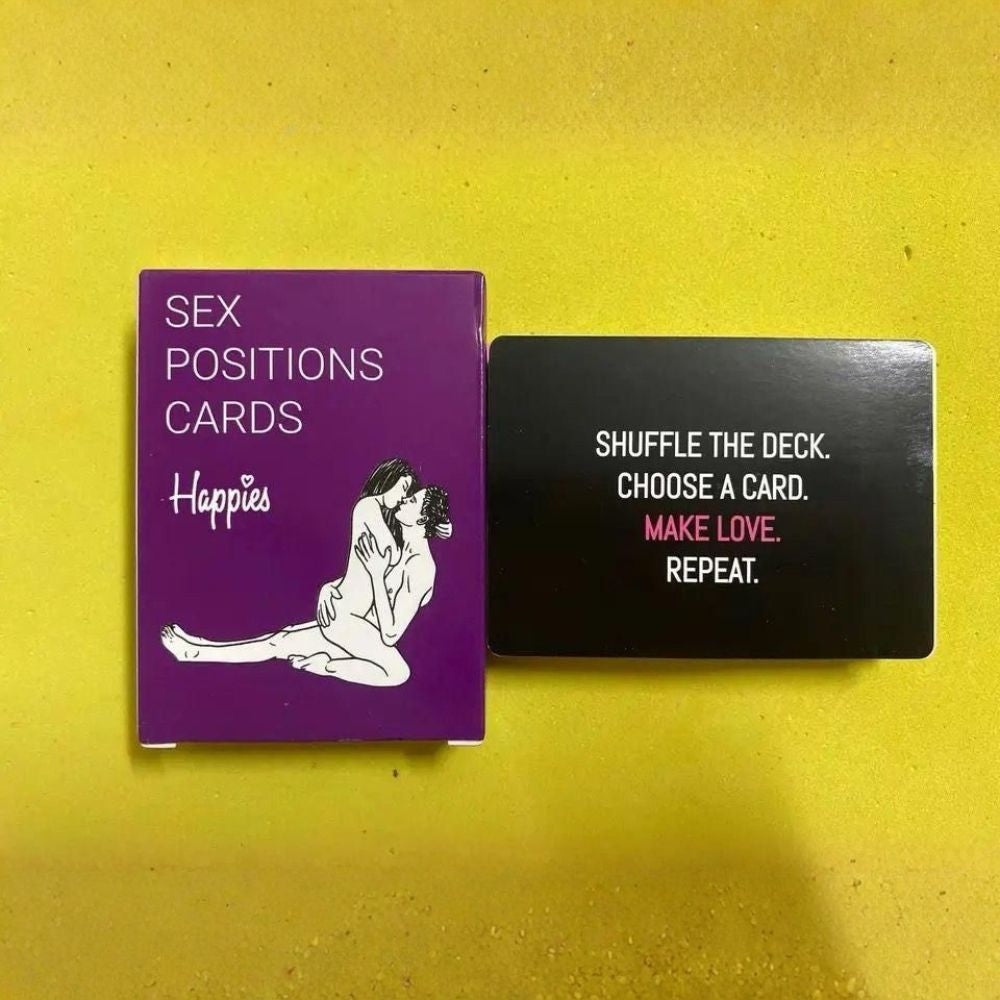 SEX
POSITIONS
CARDS
Happies
SHUFFLE THE DECK.
CHOOSE A CARD.
MAKE LOVE.
REPEAT.